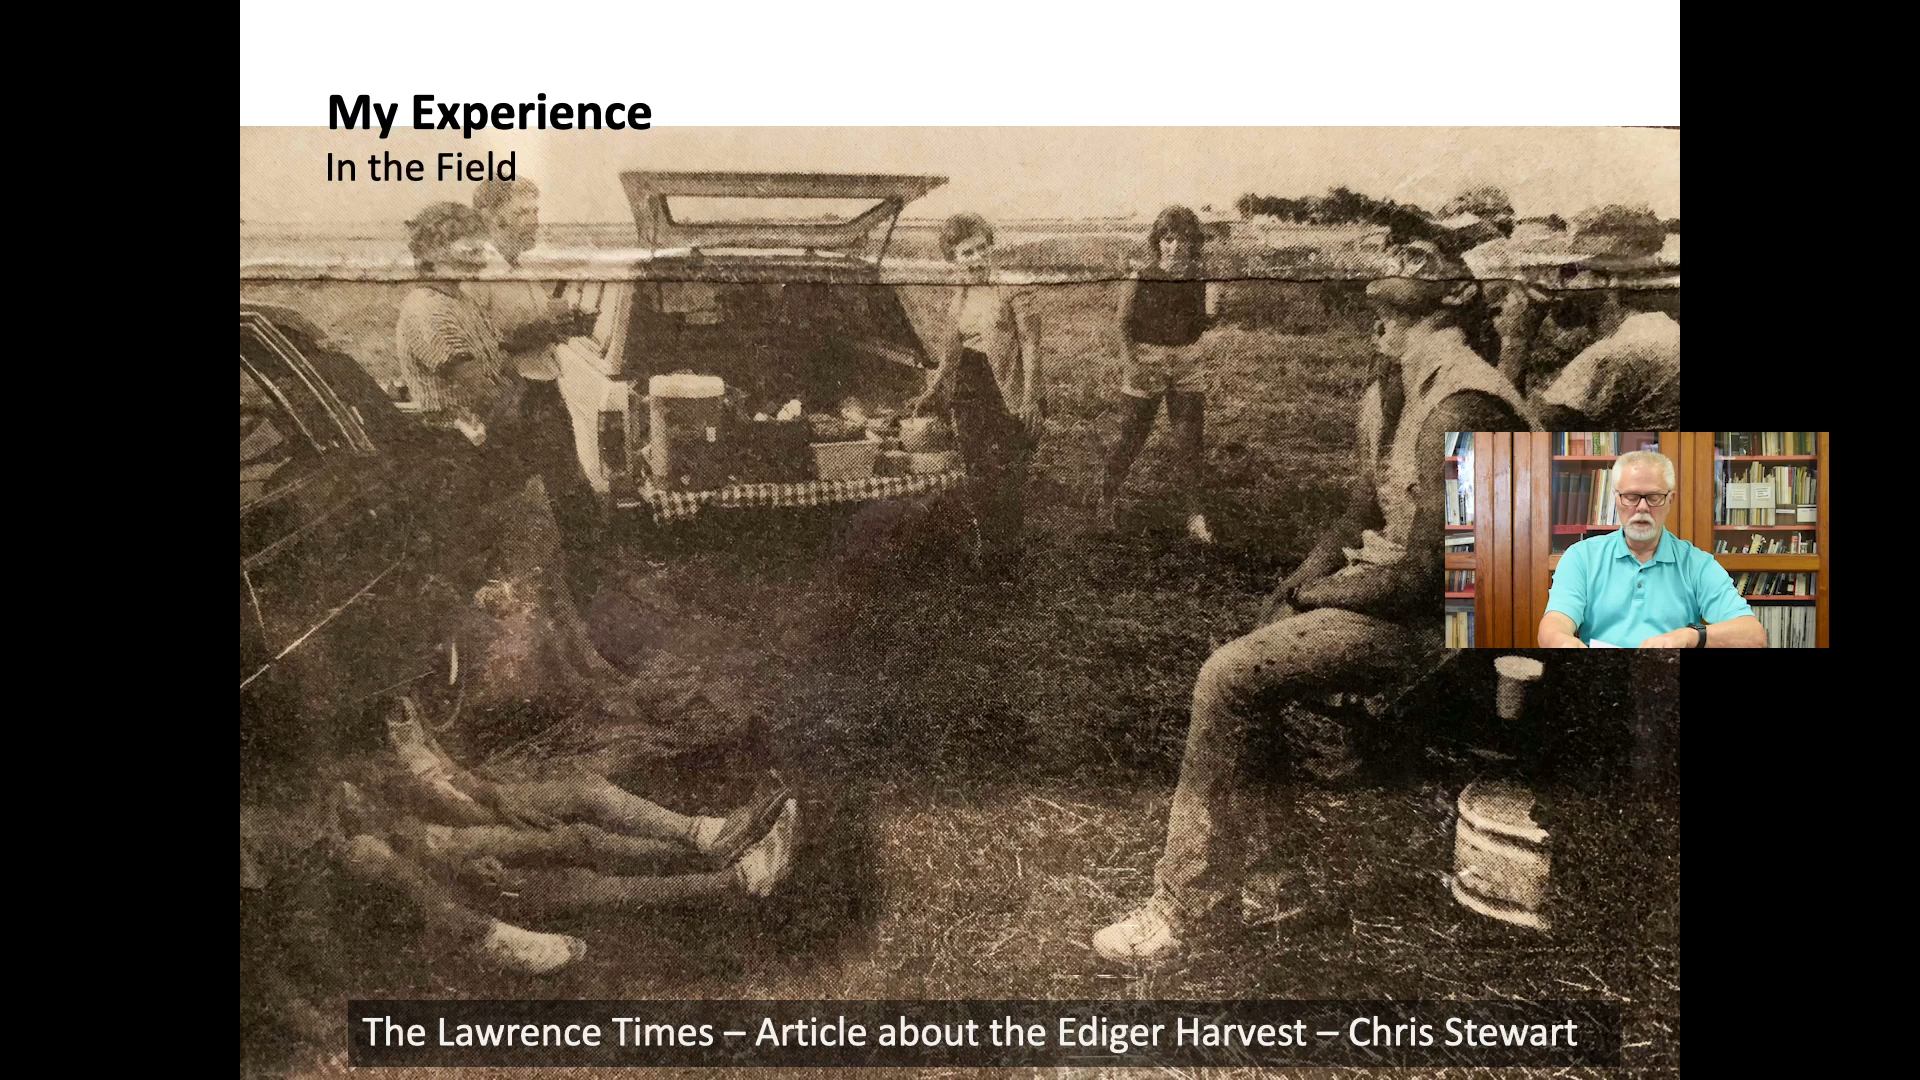 My Experience
In the Field
The Lawrence Times – Article about the Ediger Harvest – Chris Stewart